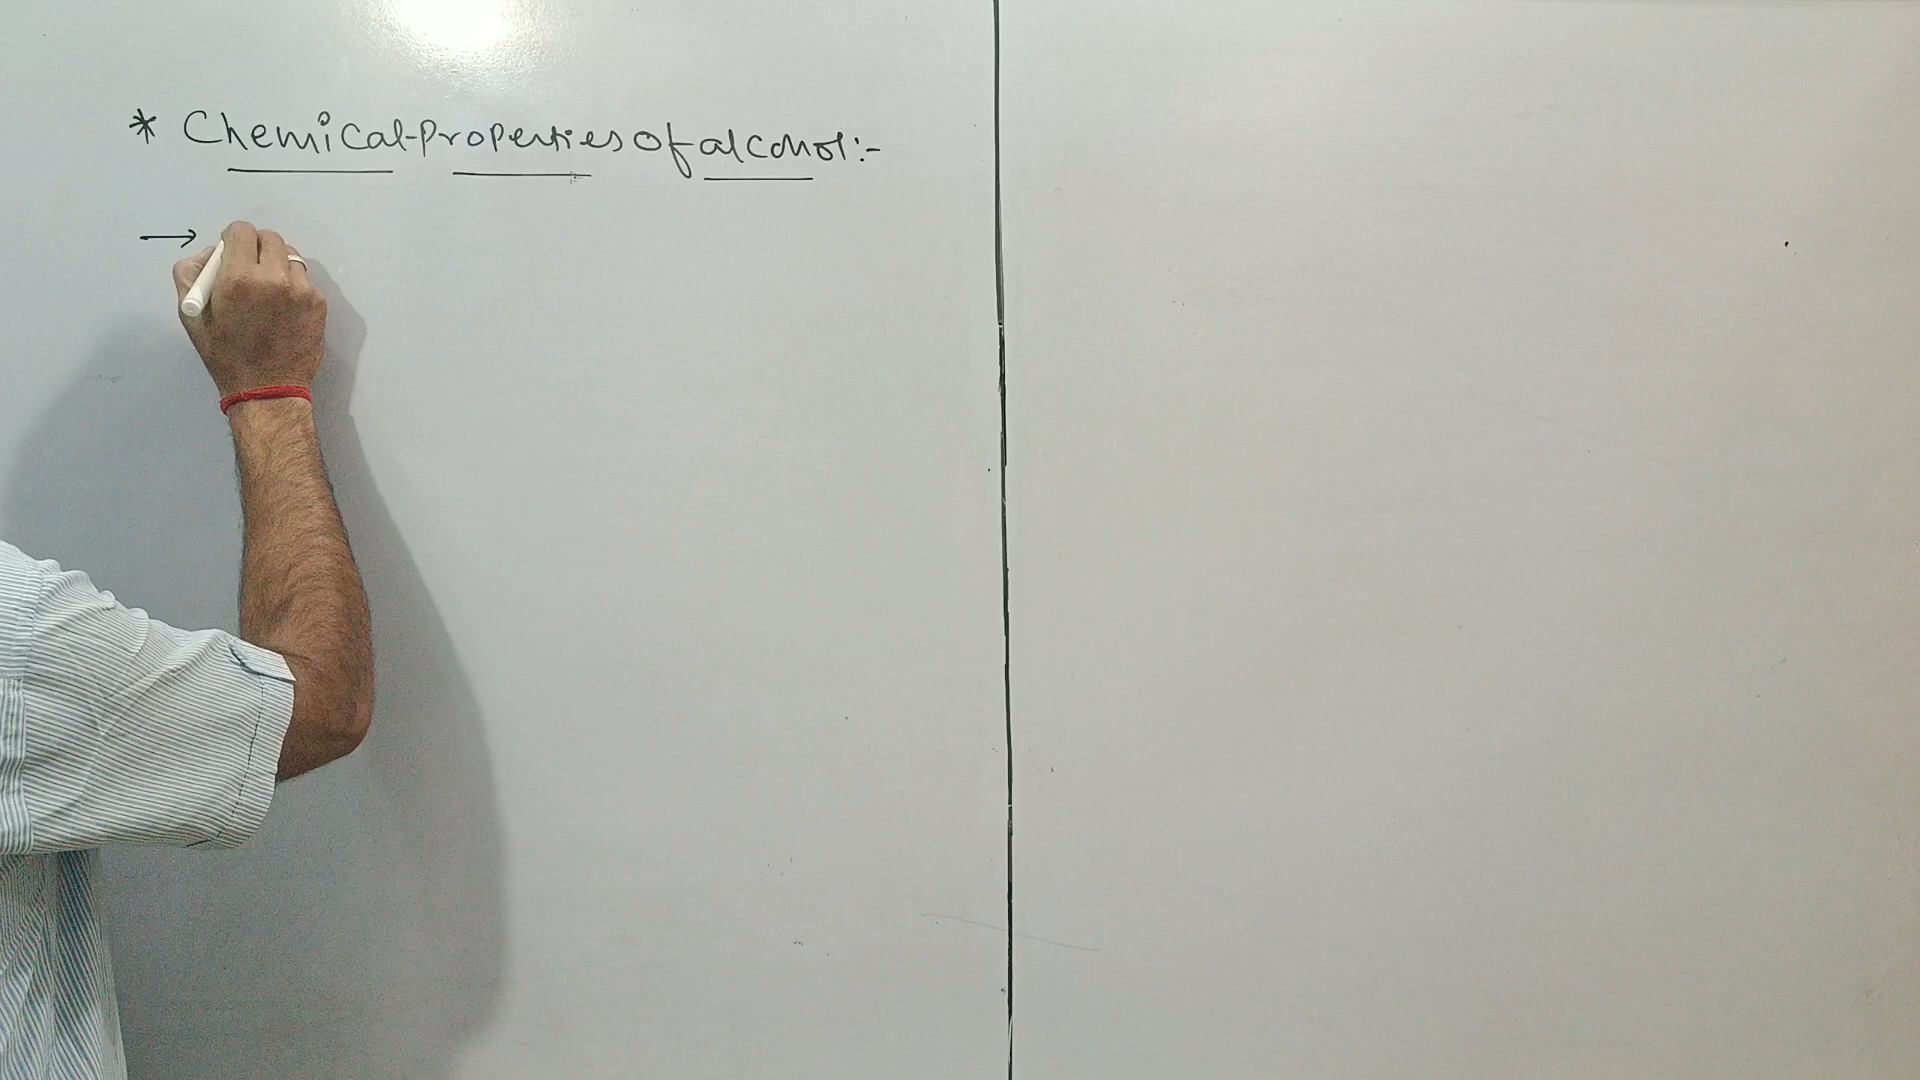 * Chemical-Properties of alcohol:-
→